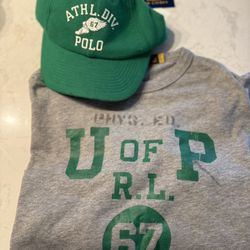 ATHL. DIV.
67
POLO
PHYS. ED
U OF P
R.L.
67